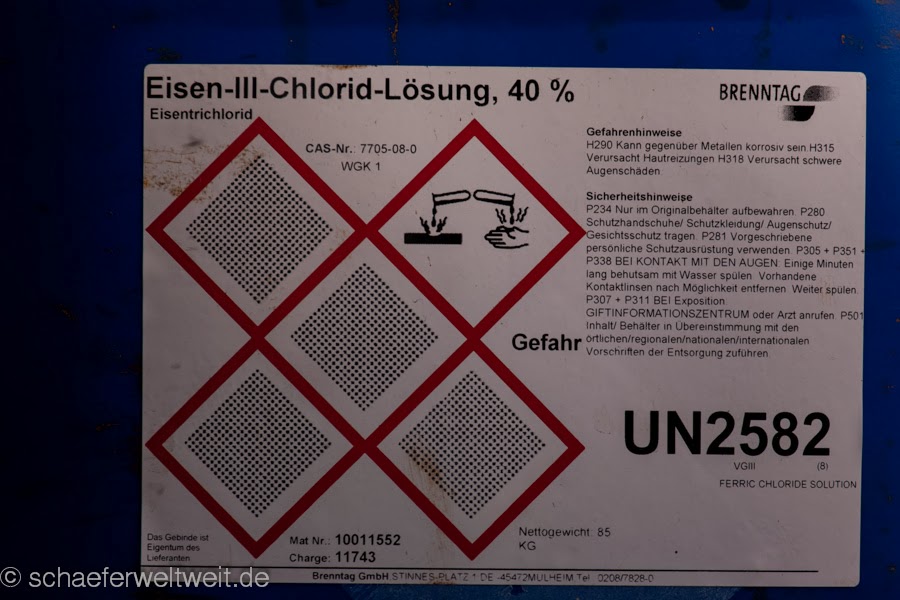 Eisen-III-Chlorid-Lösung, 40 %
Eisentrichlorid
BRENNTAG
CAS-Nr.: 7705-08-0
WGK 1
Gefahrenhinweise
H290 Kann gegenüber Metallen korrosiv sein.H315
Verursacht Hautreizungen H318 Verursacht schwere
Augenschäden.
Sicherheitshinweise
P234 Nur im Originalbehälter aufbewahren. P280
Schutzhandschuhe/ Schutzkleidung/ Augenschutz/
Gesichtsschutz tragen. P281 Vorgeschriebene
persönliche Schutzausrüstung verwenden. P305 + P351 +
P338 BEI KONTAKT MIT DEN AUGEN: Einige Minuten
lang behutsam mit Wasser spülen. Vorhandene
Kontaktlinsen nach Möglichkeit entfernen. Weiter spülen.
P307 + P311 BEI Exposition:
GIFTINFORMATIONSZENTRUM oder Arzt anrufen. P501
Inhalt/ Behälter in Übereinstimmung mit den
örtlichen/regionalen/nationalen/internationalen
Vorschriften der Entsorgung zuführen.
Gefahr
UN2582
VGIII (8)
FERRIC CHLORIDE SOLUTION
Das Gebinde ist
Eigentum des
Lieferanten
Mat Nr.: 10011552
Charge: 11743
Nettogewicht: 85
KG
Brenntag GmbH STINNES-PLATZ 1 DE -45472MÜLHEIM Tel. 0208/7828-0
© schaeferweltweit.de